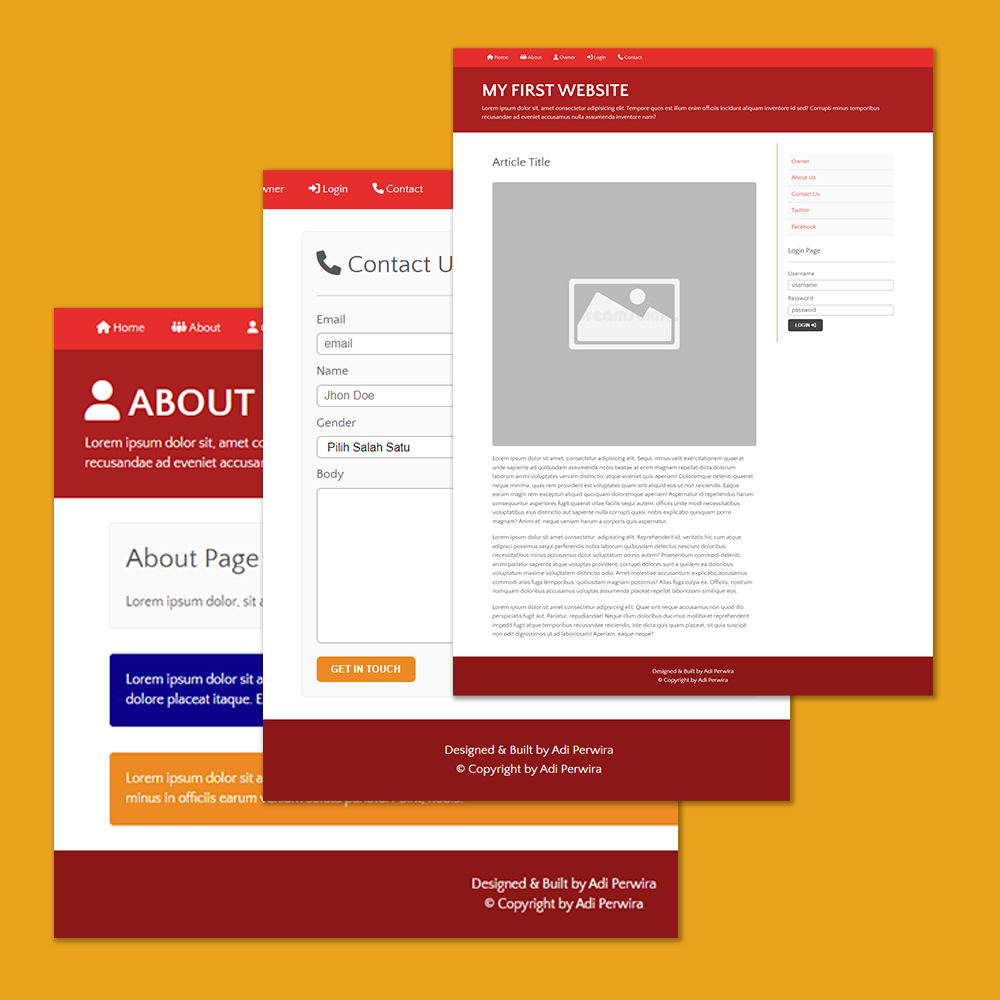 Home About Owner Login Contact
MY FIRST WEBSITE
Lorem ipsum dolor sit, amet consectetur adipisicing elit. Tempore quos est illum enim officiis incidunt aliquam inventore id sed? Corrupti minus temporibus
recusandae ad eveniet accusamus nulla assumenda inventore nam?
Article Title
Lorem ipsum dolor sit amet, consectetur adipisicing elit. Sequi, minus velit exercitationem quaerat
unde sapiente ad quibusdam assumenda nobis beatae at enim magnam repellat dicta dolorum
laborum animi voluptates veniam distinctio, atque eveniet quis aperiam! Doloremque deleniti quaerat
neque minima, quas rem provident est voluptates quam sint aliquid eos ut non reiciendis. Eaque
earum magni rem excepturi aliquid quo quam doloremque aperiam! Aspernatur id repellendus harum
consequuntur asperiores fugit quaerat vitae facilis sequi autem, officiis unde modi necessitatibus
voluptatibus eius distinctio aut sapiente nulla corrupti quasi, nobis explicabo quisquam porro
magnam? Animi et, neque veniam harum a corporis quis aspernatur.
Lorem ipsum dolor sit amet, consectetur adipisicing elit. Reprehenderit id, veritatis hic cum atque
adipisci possimus sequi perferendis nobis laborum quibusdam delectus nesciunt doloribus
necessitatibus minus accusamus dolor voluptatum omnis autem? Praesentium commodi deleniti,
animi pariatur sapiente atque voluptas provident, corrupti dolores sunt a quidem ea doloribus
voluptatum maxime voluptatem distinctio odio. Amet molestiae accusantium explicabo accusamus
commodi alias fuga temporibus, quibusdam magnam possimus? Alias fuga culpa ex. Officiis, nostrum
numquam doloribus accusamus voluptas assumenda placeat repellat laboriosam similique eos.
Lorem ipsum dolor sit amet consectetur adipisicing elit. Quae sint neque accusamus non quod illo
perspiciatis fugit aut. Pariatur, repudiandae! Neque illum doloribus ducimus mollitia et reprehenderit
impedit fugit atque temporibus recusandae reiciendis, iste dicta quis quam placeat, sit quia suscipit
non odit dignissimos ut ad laboriosam! Aperiam, eaque neque?
Owner
About Us
Contact Us
Twitter
Facebook
Login Page
Username
username
Password
password
LOGIN
Designed & Built by Adi Perwira
© Copyright by Adi Perwira
wner Login Contact
Contact U
Email
email
Name
Jhon Doe
Gender
Pilih Salah Satu
Body
GET IN TOUCH
Designed & Built by Adi Perwira
© Copyright by Adi Perwira
Home About
ABOUT
Lorem ipsum dolor sit, amet co
recusandae ad eveniet accusan
About Page
Lorem ipsum dolor, sit a
Lorem ipsum dolor sit a
dolore placeat itaque. E
Lorem ipsum dolor sit a
minus in officiis earum
Designed & Built by Adi Perwira
© Copyright by Adi Perwira